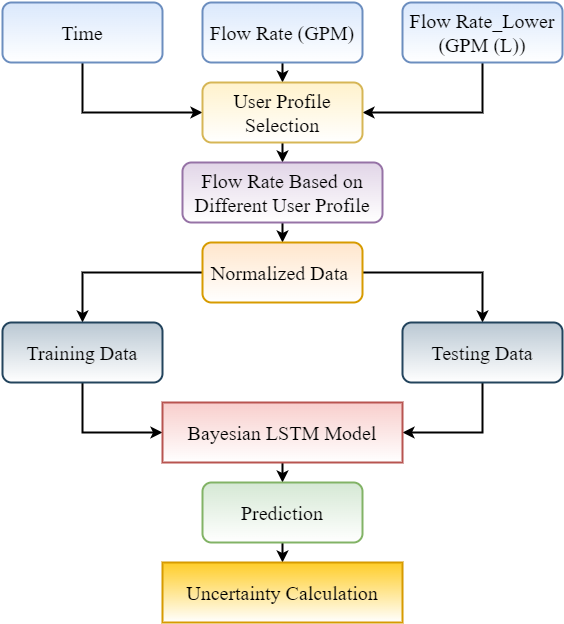 Time
Flow Rate (GPM)
Flow Rate_Lower
(GPM (L))
User Profile
Selection
Flow Rate Based on
Different User Profile
Normalized Data
Training Data
Testing Data
Bayesian LSTM Model
Prediction
Uncertainty Calculation